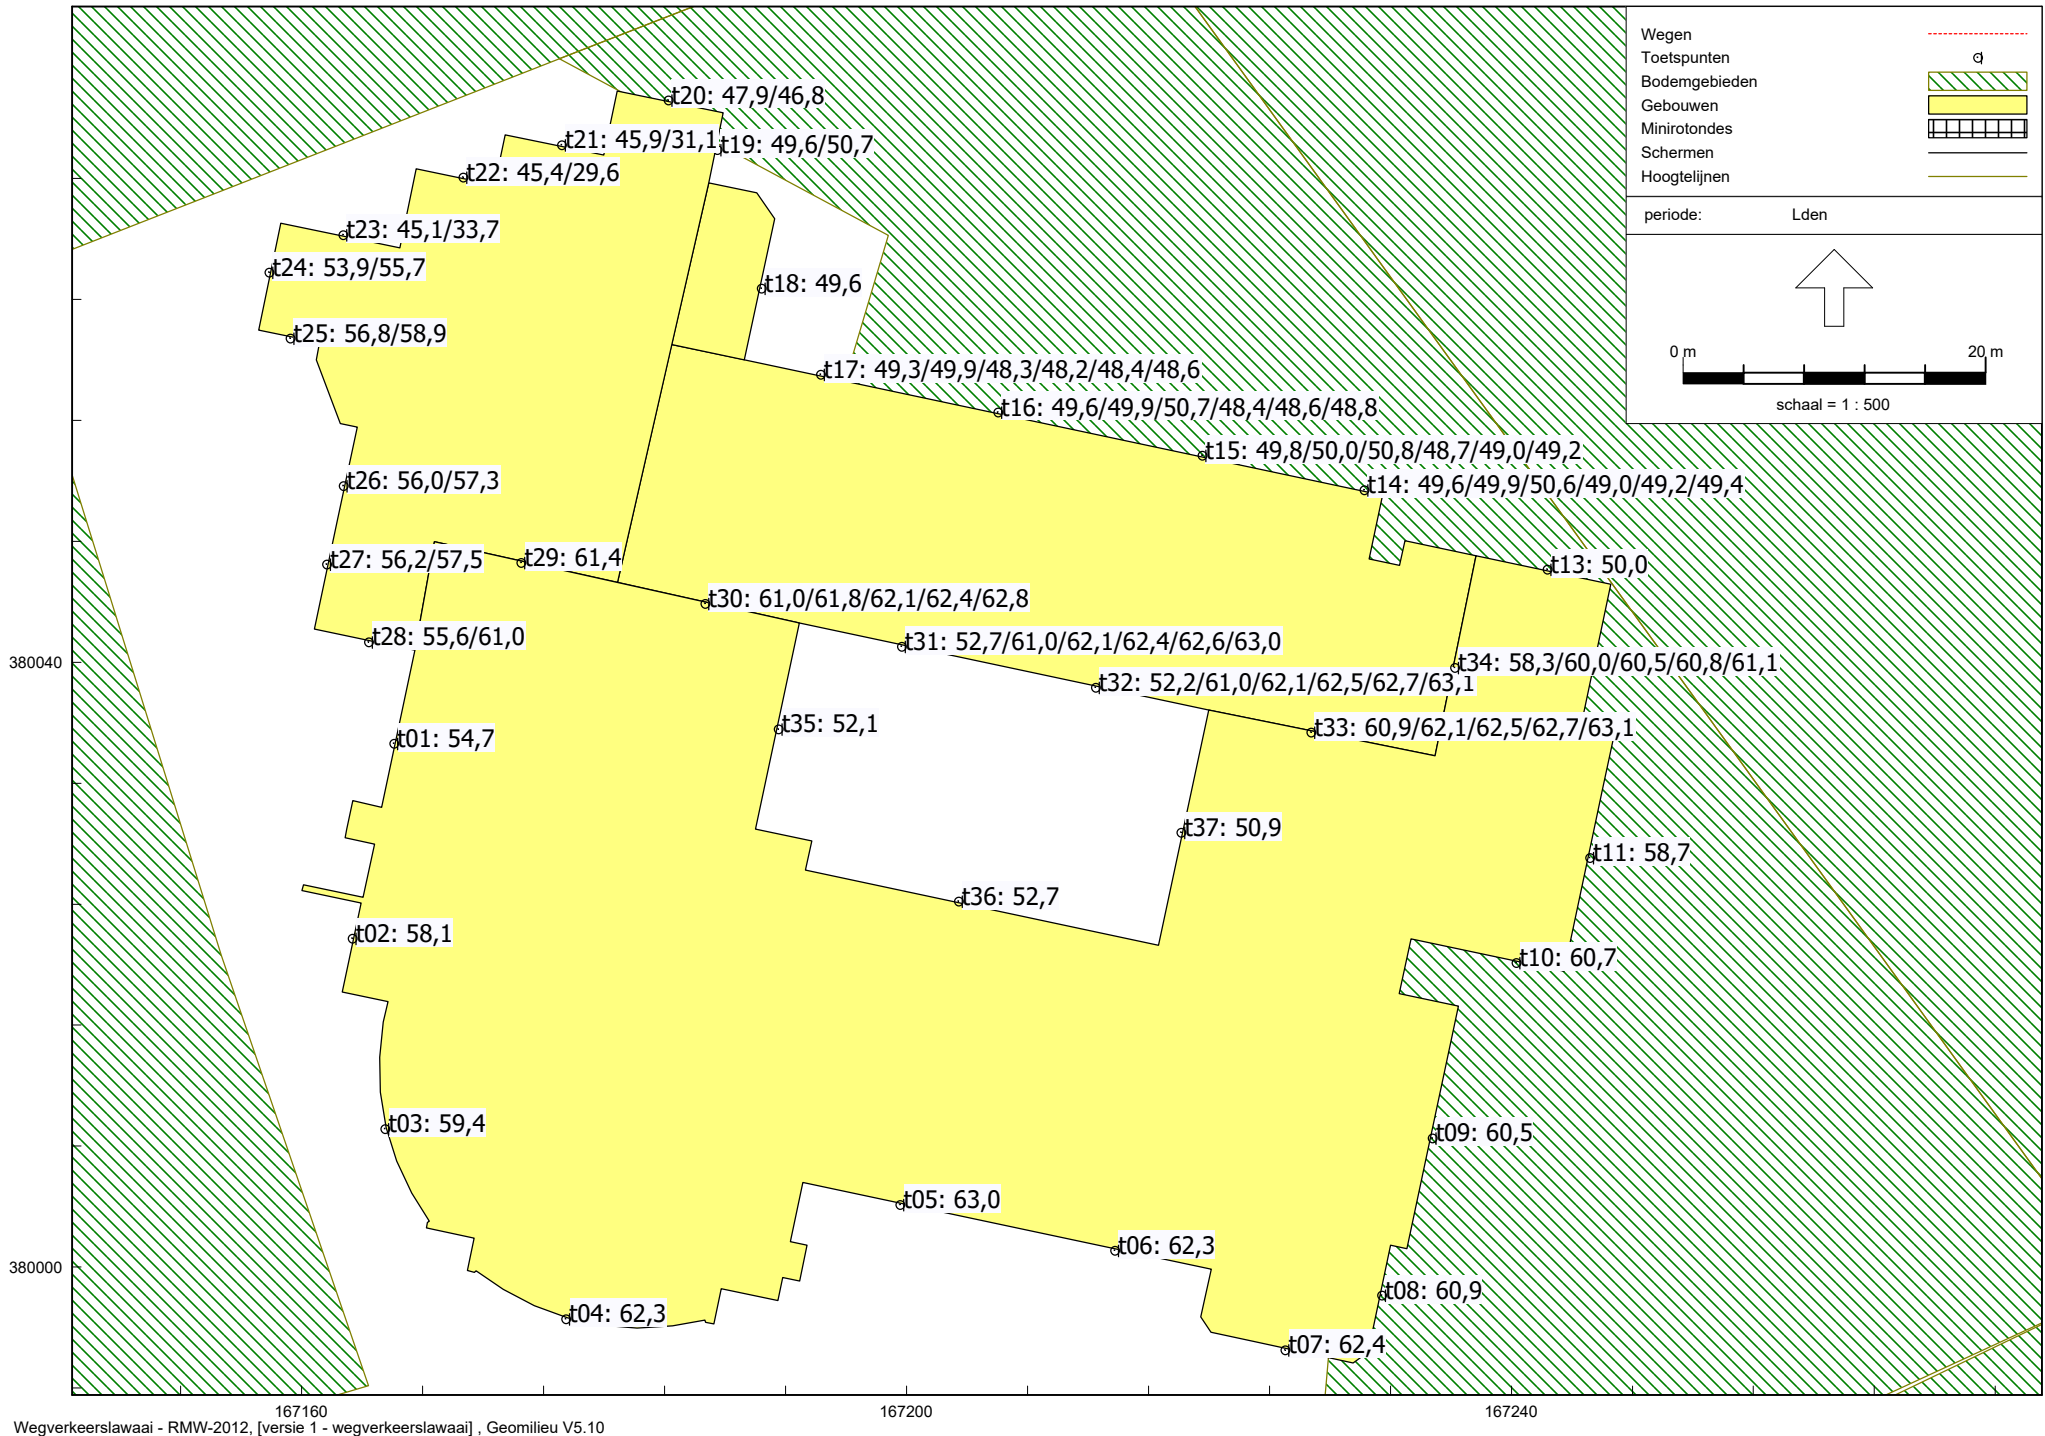 Wegen
Toetspunten
Bodemgebieden
Gebouwen
Minirotondes
Schermen
Hoogtelijnen
periode: Lden
0 m 20 m
schaal = 1 : 500
t20: 47,9/46,8
t21: 45,9/31,1
t19: 49,6/50,7
t22: 45,4/29,6
t23: 45,1/33,7
t24: 53,9/55,7
t18: 49,6
t25: 56,8/58,9
t17: 49,3/49,9/48,3/48,2/48,4/48,6
t16: 49,6/49,9/50,7/48,4/48,6/48,8
t15: 49,8/50,0/50,8/48,7/49,0/49,2
t14: 49,6/49,9/50,6/49,0/49,2/49,4
t26: 56,0/57,3
t27: 56,2/57,5
t29: 61,4
t13: 50,0
t30: 61,0/61,8/62,1/62,4/62,8
t28: 55,6/61,0
t31: 52,7/61,0/62,1/62,4/62,6/63,0
380040
t34: 58,3/60,0/60,5/60,8/61,1
t32: 52,2/61,0/62,1/62,5/62,7/63,1
t35: 52,1
t33: 60,9/62,1/62,5/62,7/63,1
t01: 54,7
t37: 50,9
t11: 58,7
t36: 52,7
t02: 58,1
t10: 60,7
t03: 59,4
t09: 60,5
t05: 63,0
t06: 62,3
380000
t08: 60,9
t04: 62,3
t07: 62,4
167160 167200 167240
Wegverkeerslawaai - RMW-2012, [versie 1 - wegverkeerslawaai] , Geomilieu V5.10